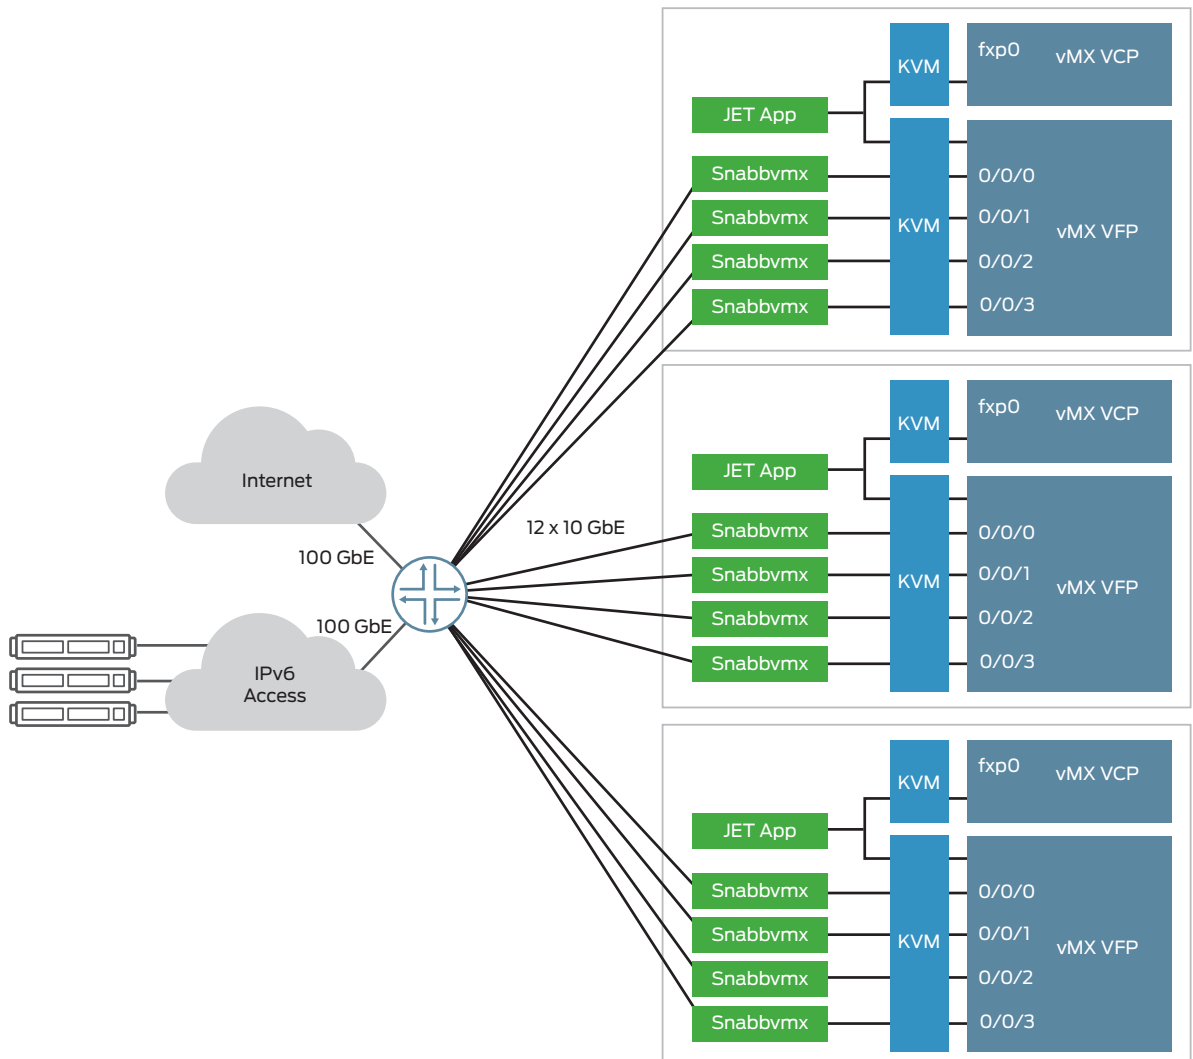 KVM
fxp0
vMX VCP
JET App
Snabbvmx
Snabbvmx
Snabbvmx
Snabbvmx
KVM
0/0/0
0/0/1
0/0/2
0/0/3
vMX VFP
Internet
100 GbE
100 GbE
IPv6
Access
12 x 10 GbE
KVM
fxp0
vMX VCP
JET App
Snabbvmx
Snabbvmx
Snabbvmx
Snabbvmx
KVM
0/0/0
0/0/1
0/0/2
0/0/3
vMX VFP
KVM
fxp0
vMX VCP
JET App
Snabbvmx
Snabbvmx
Snabbvmx
Snabbvmx
KVM
0/0/0
0/0/1
0/0/2
0/0/3
vMX VFP